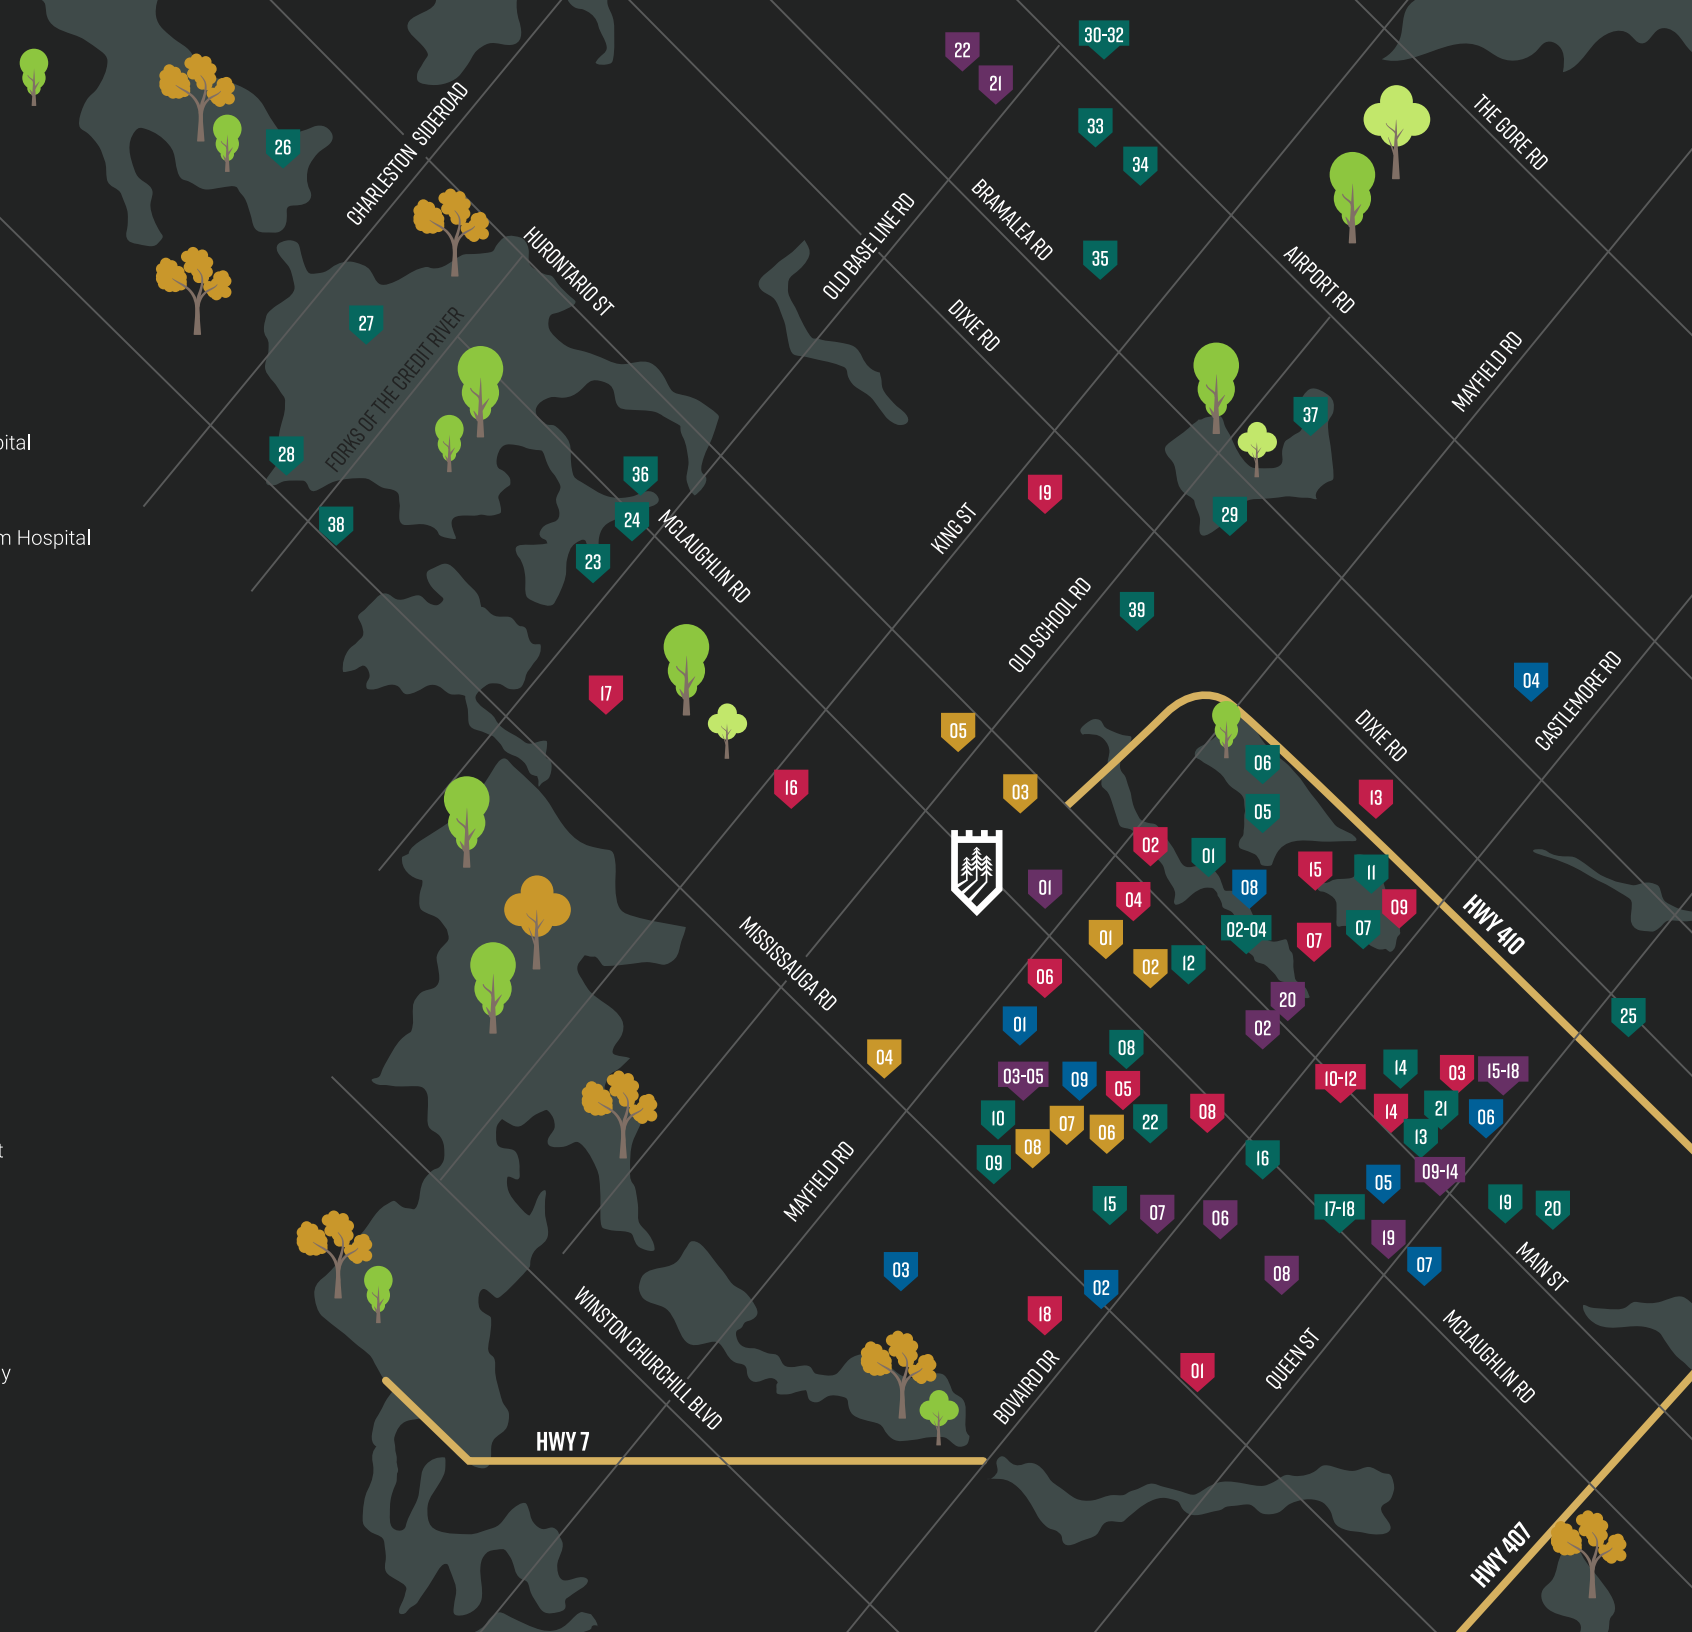 30-32
22
21
33
34
26
35
THE GORE RD
CHARLESTON SIDEROAD
BRAMALEA RD
OLD BASE LINE RD
HURONTARIO ST
AIRPORT RD
DIXIE RD
27
FORKS OF THE CREDIT RIVER
MAYFIELD RD
37
pital
28
36
19
24
29
38
KING ST
m Hospital
23
MCLAUGHLIN RD
39
OLD SCHOOL RD
04
17
CASTLEMORE RD
05
DIXIE RD
06
16
03
13
05
02
01
15
11
01
08
04
09
HWY 410
01
02-04
07
07
MISSISSAUGA RD
02
12
06
20
25
01
02
08
04
03-05
09
05
10-12
14
03
15-18
10
07
06
22
08
14
21
06
13
08
09
16
t
09-14
05
MAYFIELD RD
15
07
06
17-18
19
20
19
03
08
07
MAIN ST
02
18
WINSTON CHURCHILL BLVD
01
QUEEN ST
MCLAUGHLIN RD
y
BOVAIRD DR
HWY 7
HWY 407